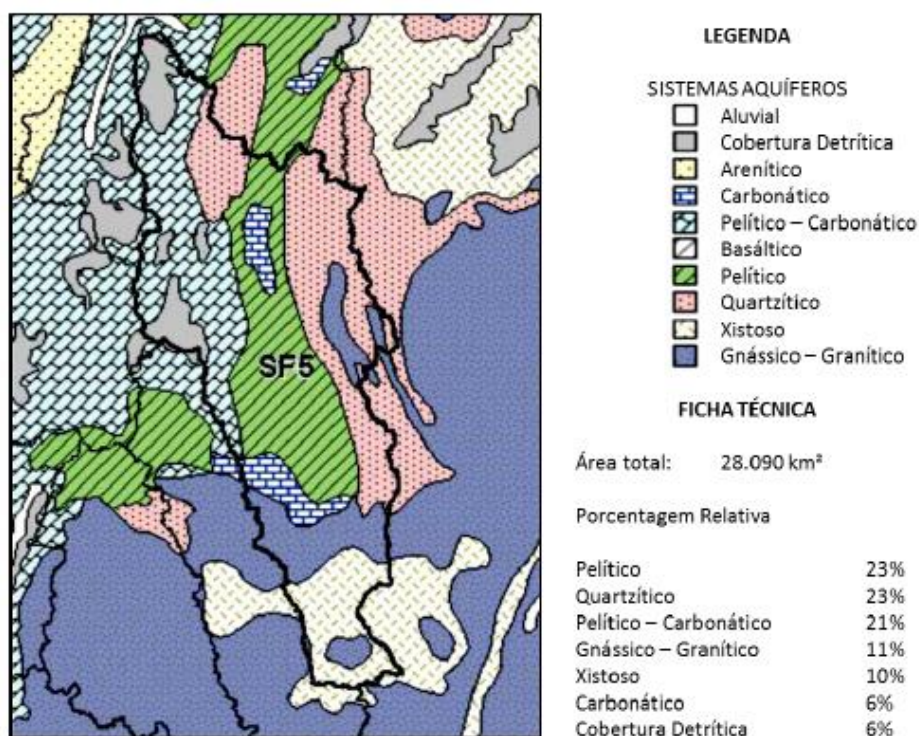 SF5
LEGENDA
SISTEMAS AQUÍFEROS
Aluvial
Cobertura Detrítica
Arenítico
Carbonático
Pelítico – Carbonático
Basáltico
Pelítico
Quartzítico
Xistoso
Gnássico – Granítico
FICHA TÉCNICA
Área total: 28.090 km²
Porcentagem Relativa
Pelítico 23%
Quartzítico 23%
Pelítico – Carbonático 21%
Gnássico – Granítico 11%
Xistoso 10%
Carbonático 6%
Cobertura Detrítica 6%